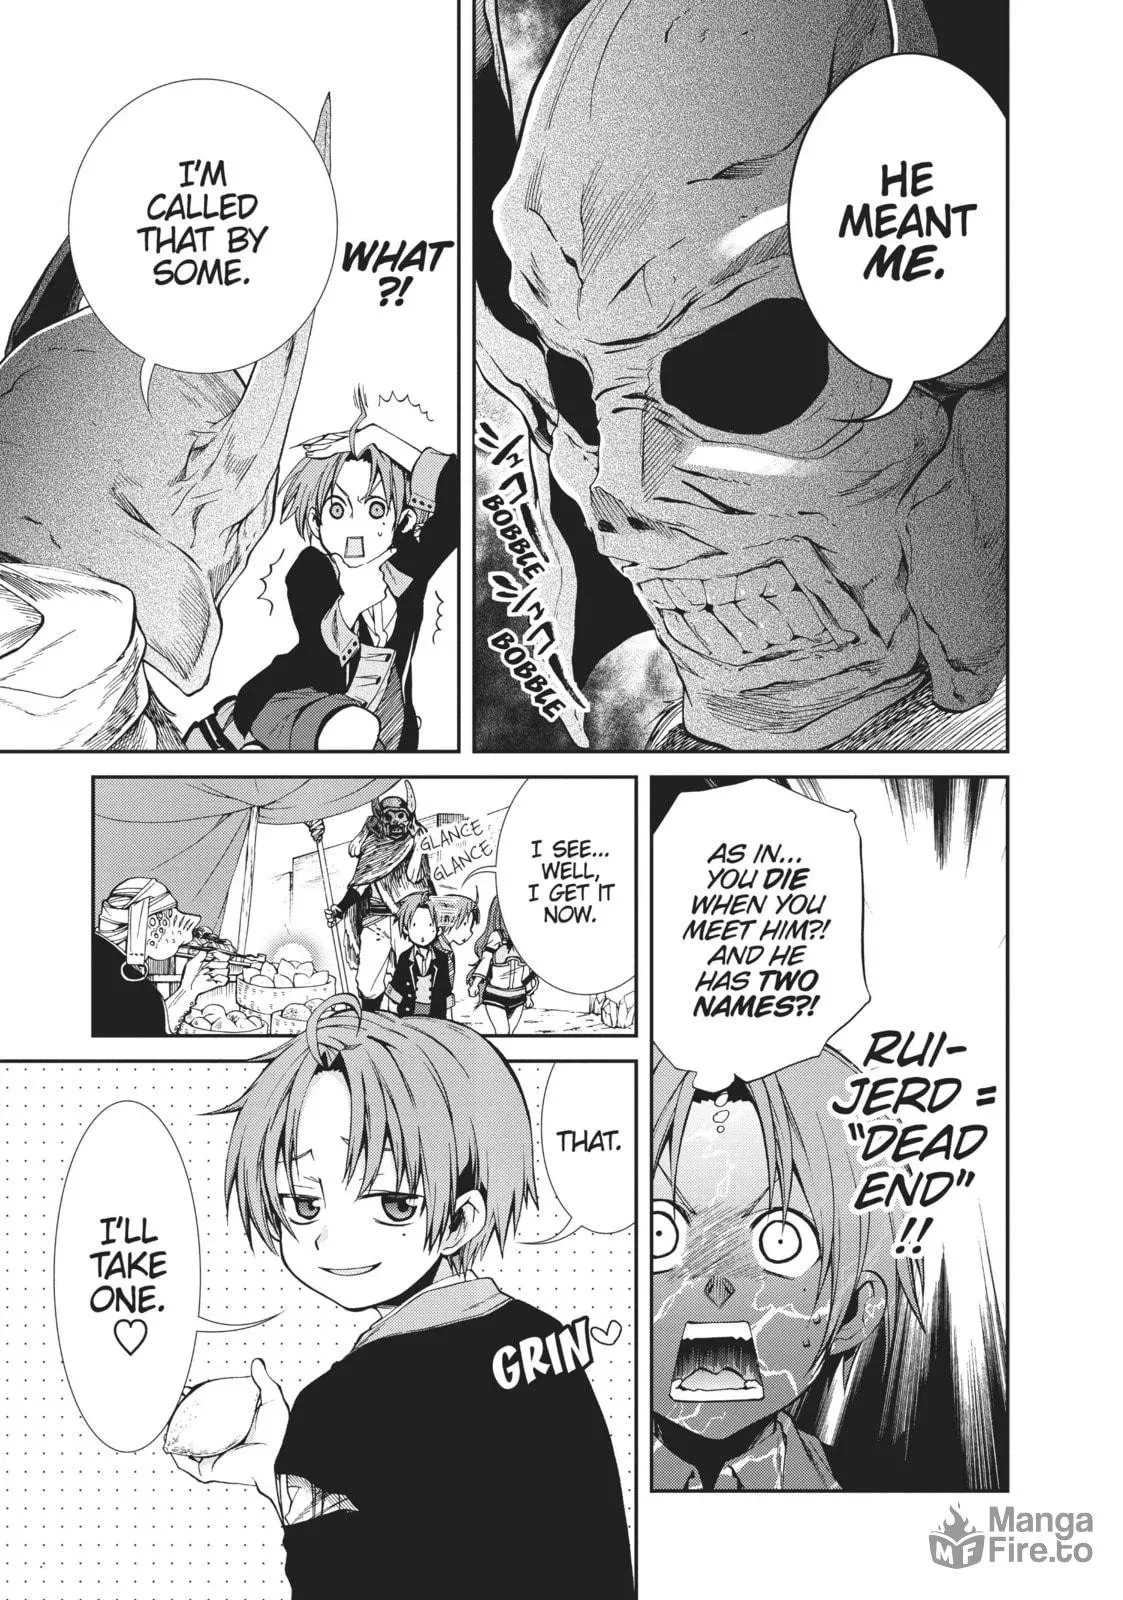 HE
MEANT
ME.
BOBBLE
BOBBLE
WHAT
?!
I'M
CALLED
THAT BY
SOME.
AS IN...
YOU DIE
WHEN YOU
MEET HIM?!
AND HE
HAS TWO
NAMES?!
RUI-
JERD =
"DEAD
END"
!!
GLANCE
GLANCE
I SEE...
WELL,
I GET IT
NOW.
THAT.
GRIN♡
I'LL
TAKE
ONE.
♡
Manga
Fire.to
MF